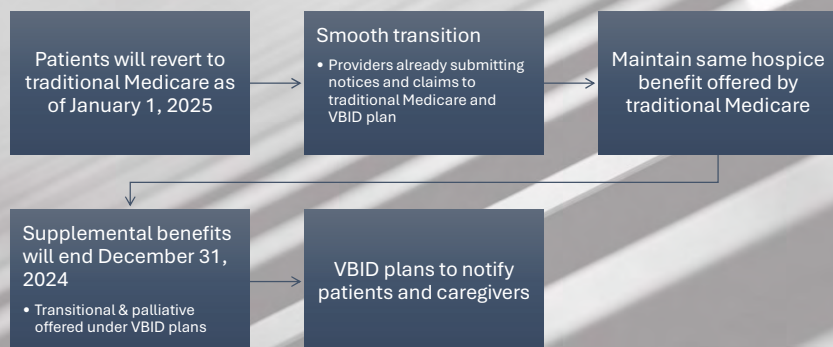 Patients will revert to
traditional Medicare as
of January 1, 2025
Smooth transition
• Providers already submitting
notices and claims to
traditional Medicare and
VBID plan
Maintain same hospice
benefit offered by
traditional Medicare
Supplemental benefits
will end December 31,
2024
• Transitional & palliative
offered under VBID plans
VBID plans to notify
patients and caregivers